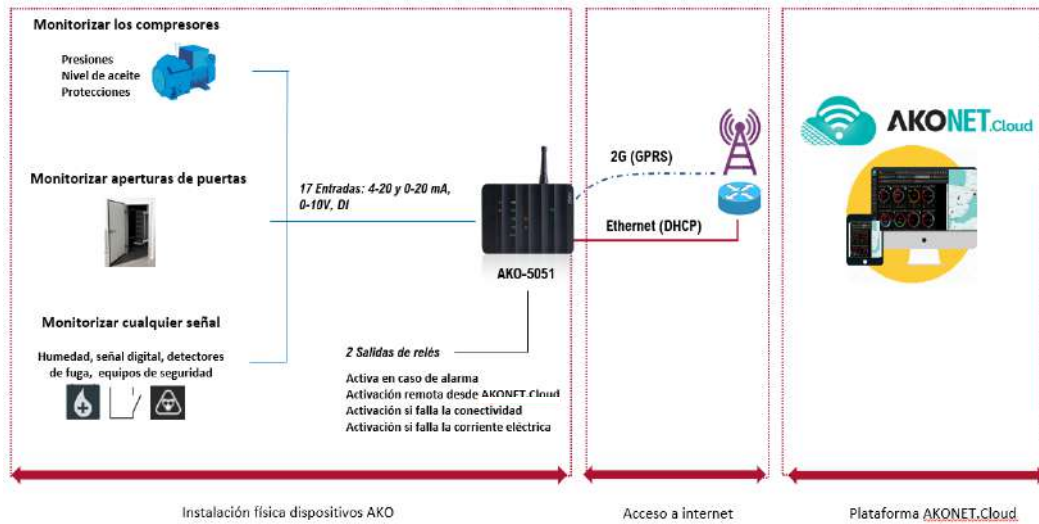 Monitorizar los compresores
Presiones
Nivel de aceite
Protecciones
Monitorizar aperturas de puertas
Monitorizar cualquier señal
Humedad, señal digital, detectores
de fuga, equipos de seguridad
17 Entradas: 4-20 y 0-20 mA,
0-10V, DI
AKO-5051
2 Salidas de relés
Activa en caso de alarma
Activación remota desde AKONET.Cloud
Activación si falla la conectividad
Activación si falla la corriente eléctrica
2G (GPRS)
Ethernet (DHCP)
AKONET.Cloud
Instalación física dispositivos AKO
Acceso a internet
Plataforma AKONET.Cloud